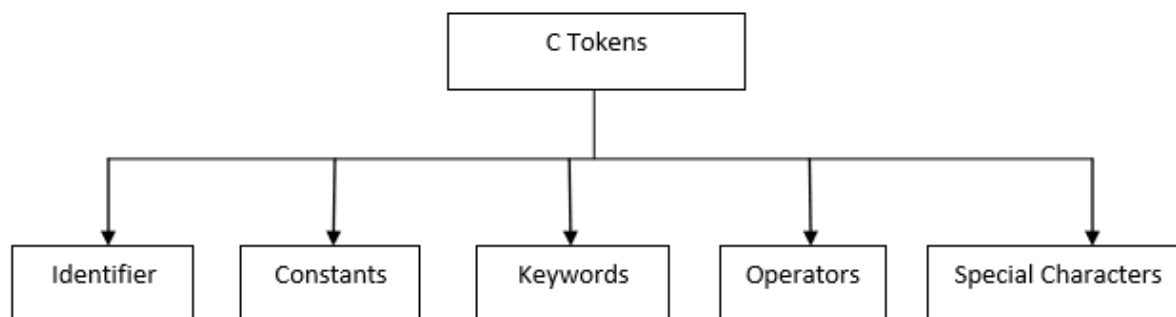 C Tokens
Identifier
Constants
Keywords
Operators
Special Characters